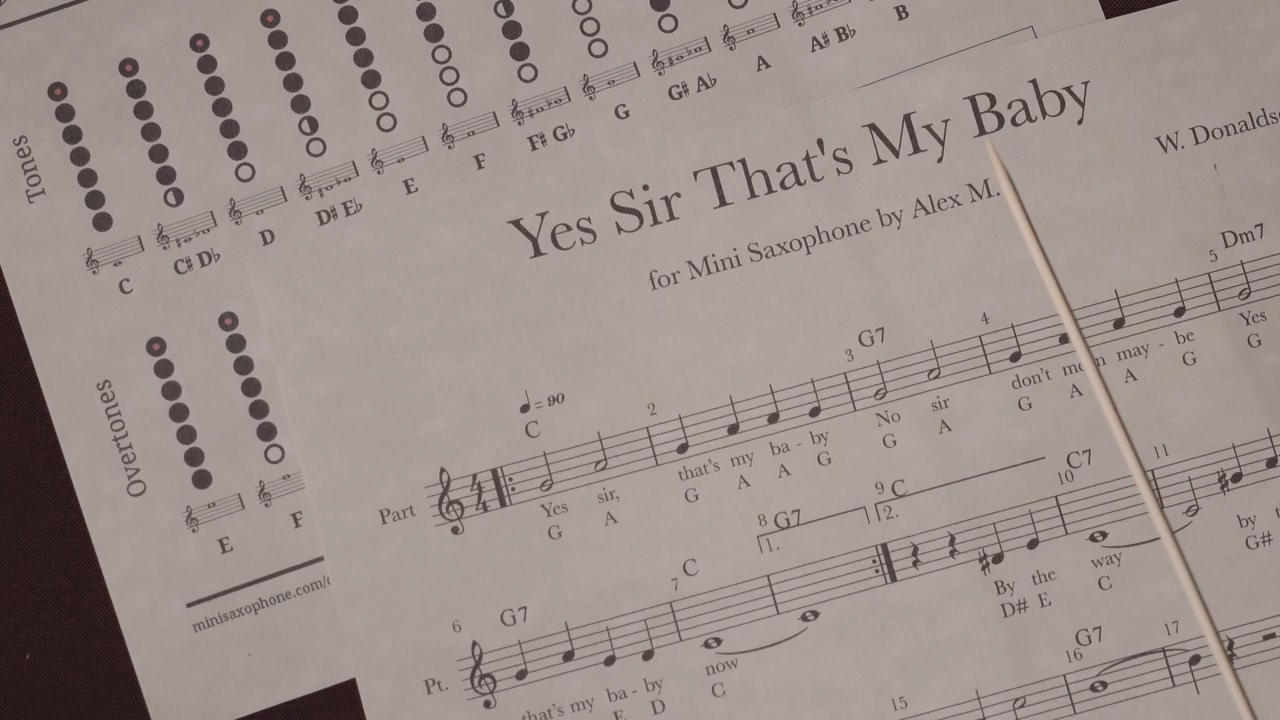 Tones
C
C# D♭
D
D# E♭
E
F
F# G♭
G
G# A♭
A
A# B♭
B
Overtones
E
F
minisaxophone.com/
Yes Sir That's My Baby
for Mini Saxophone by Alex M.
W. Donalds
♩ = 90
C 2 3 G7 4 5 Dm7
Part
4/4
Yes sir, that's my ba - by No sir don't may - be Yes
G A G A A G G A G A A G G
6 G7 7 C 8 G7 9 C 10 C7 11
1. 2.
Pt.
that's my ba - by now By the way by
E D C D# E C G#
15 16 G7 17